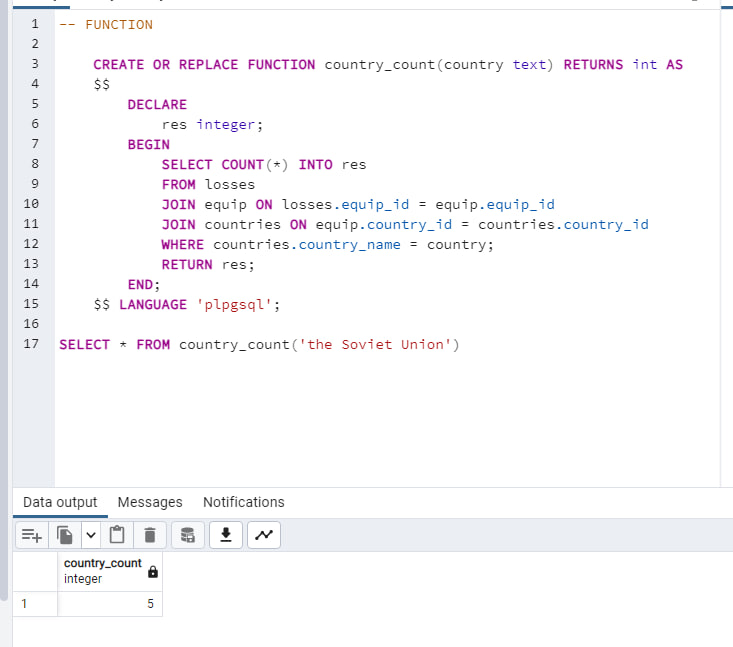 1 -- FUNCTION
2
3 CREATE OR REPLACE FUNCTION country_count(country text) RETURNS int AS
4 $$
5 DECLARE
6 res integer;
7 BEGIN
8 SELECT COUNT(*) INTO res
9 FROM losses
10 JOIN equip ON losses.equip_id = equip.equip_id
11 JOIN countries ON equip.country_id = countries.country_id
12 WHERE countries.country_name = country;
13 RETURN res;
14 END;
15 $$ LANGUAGE 'plpgsql';
16
17 SELECT * FROM country_count('the Soviet Union')
Data output Messages Notifications
country_count
integer
1 5